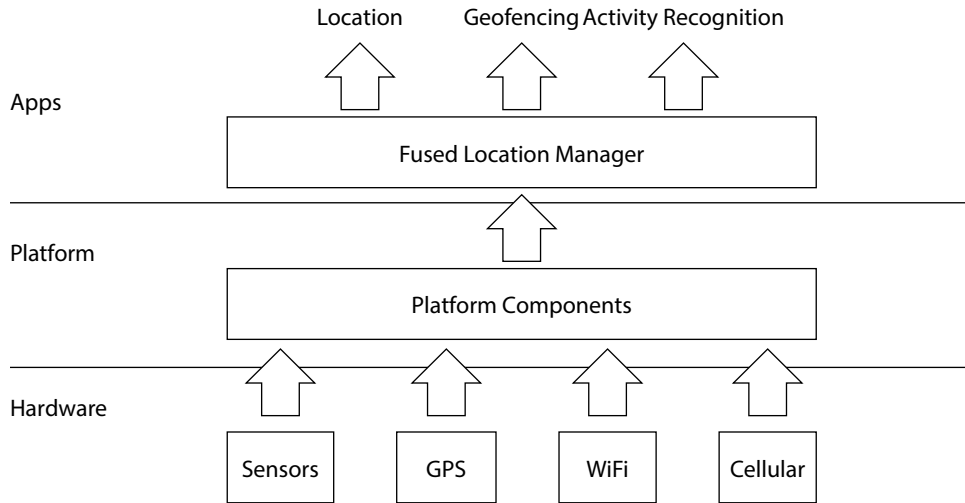 Location
Geofencing Activity Recognition
Apps
Fused Location Manager
Platform
Platform Components
Hardware
Sensors
GPS
WiFi
Cellular